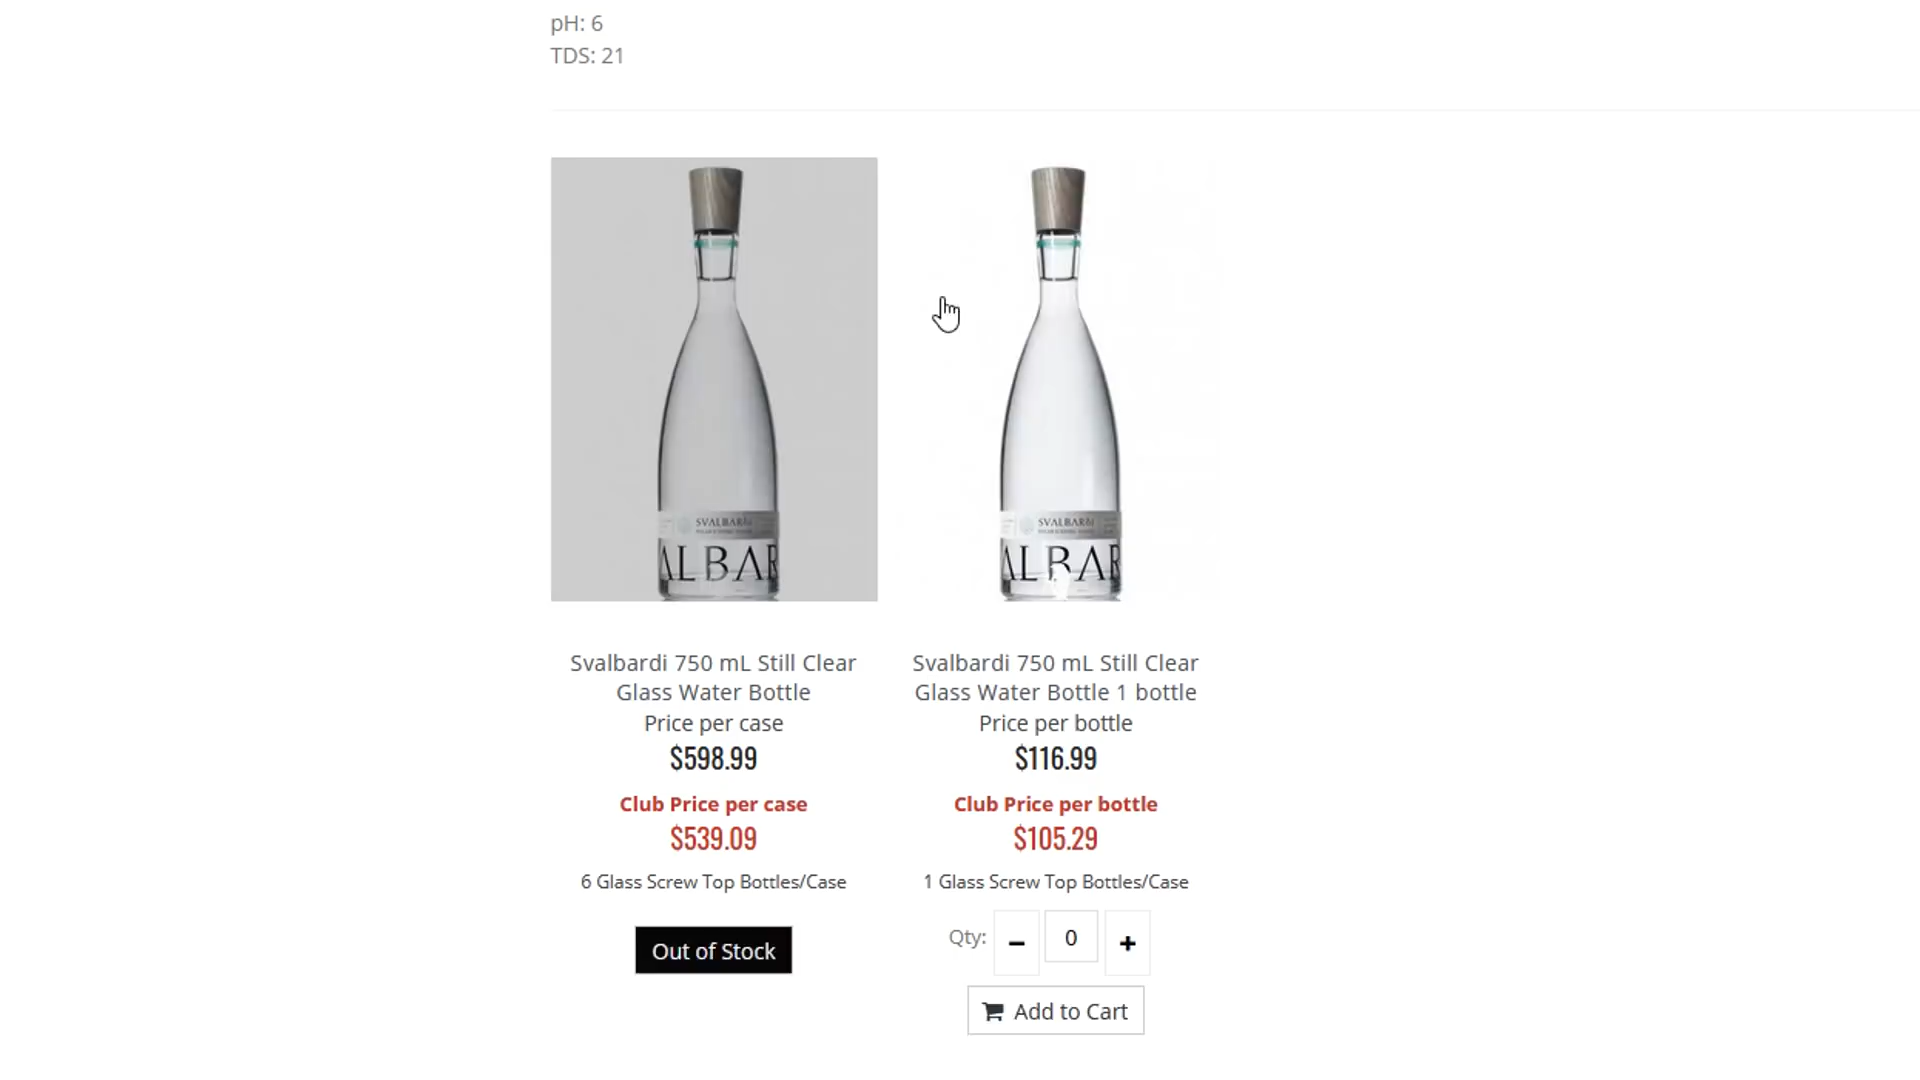 pH: 6
TDS: 21
SVALBARÐI
ALBAR
SVALBARÐI
ALBAR
Svalbardi 750 mL Still Clear
Glass Water Bottle
Price per case
$598.99
Club Price per case
$539.09
6 Glass Screw Top Bottles/Case
Out of Stock
Svalbardi 750 mL Still Clear
Glass Water Bottle 1 bottle
Price per bottle
$116.99
Club Price per bottle
$105.29
1 Glass Screw Top Bottles/Case
Qty: − 0 +
Add to Cart